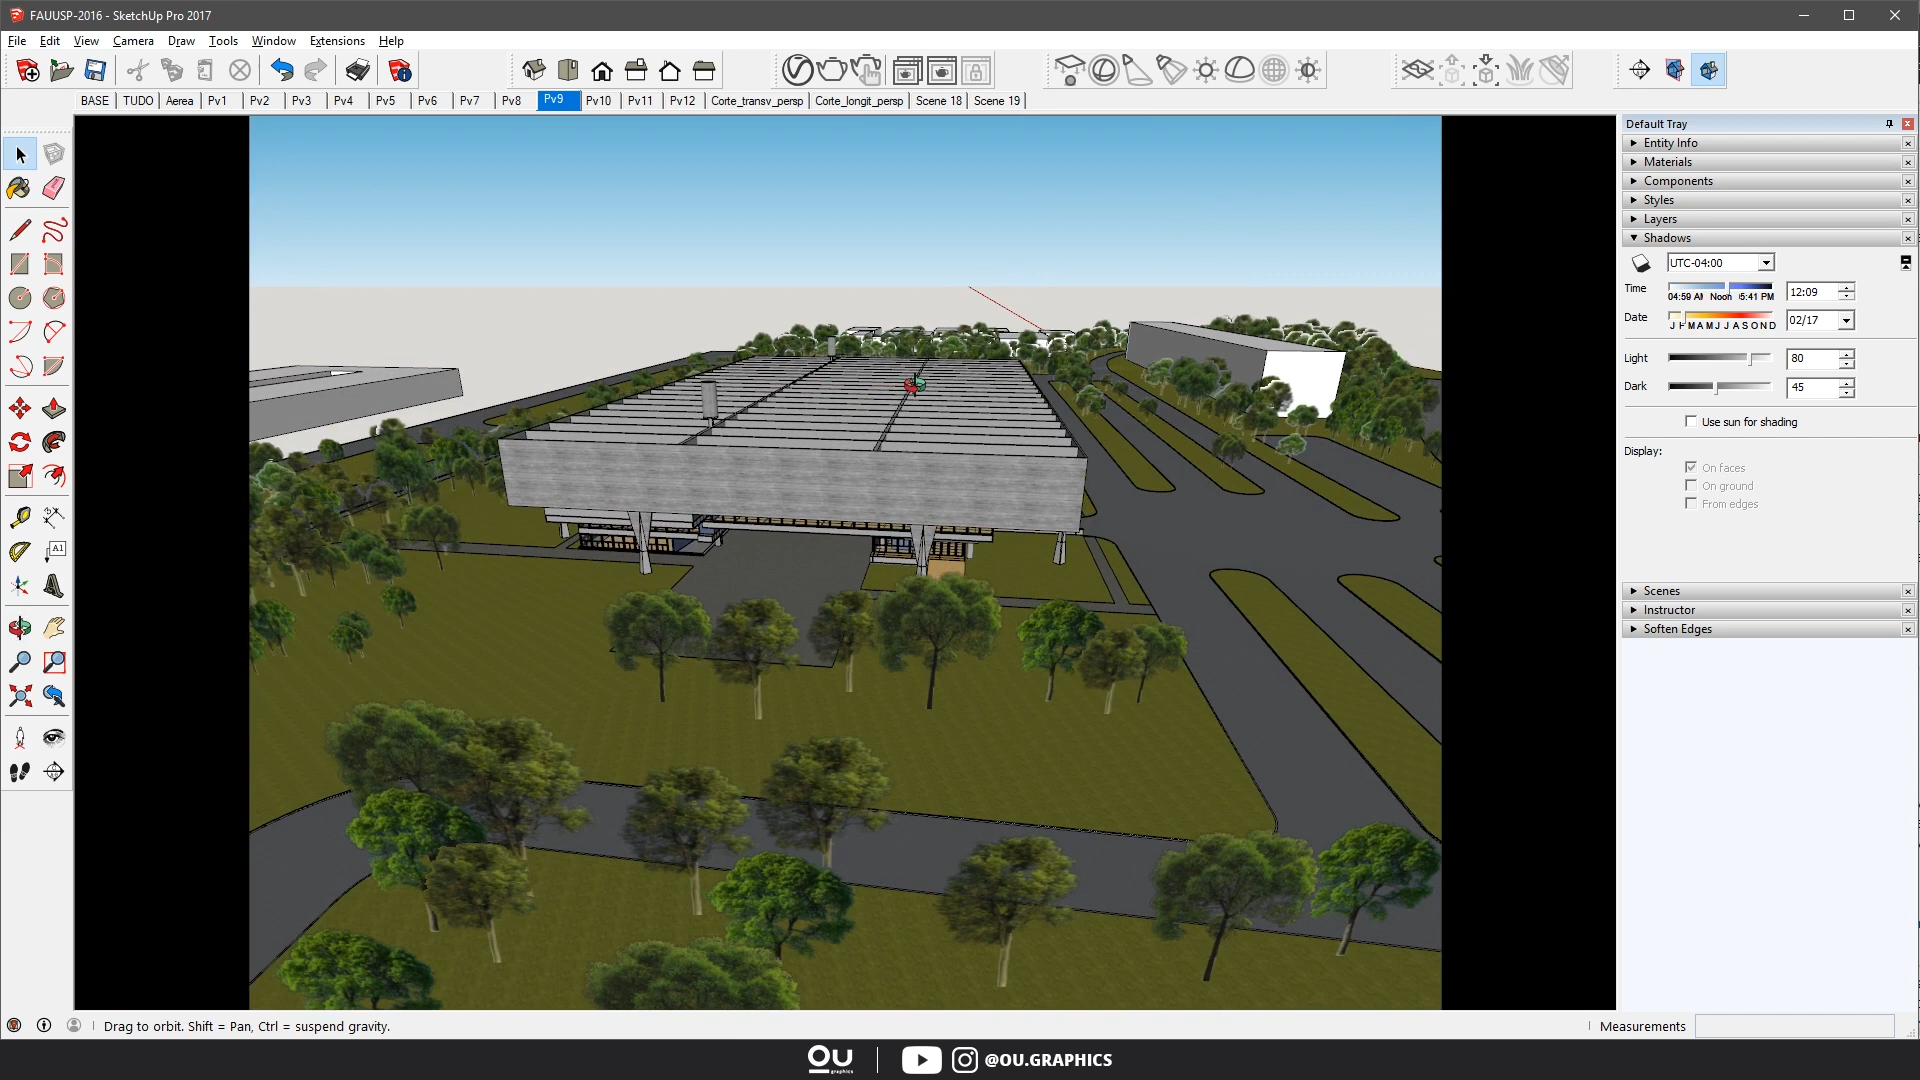 FAUUSP-2016 - SketchUp Pro 2017
File Edit View Camera Draw Tools Window Extensions Help
BASE TUDO Aerea Pv1 Pv2 Pv3 Pv4 Pv5 Pv6 Pv7 Pv8 Pv9 Pv10 Pv11 Pv12 Corte_transv_persp Corte_longit_persp Scene 18 Scene 19
Default Tray
Entity Info
Materials
Components
Styles
Layers
Shadows
UTC-04:00
Time 12:09
04:59 Noon 5:41 PM
Date 02/17
J F M A M J J A S O N D
Light 80
Dark 45
Use sun for shading
Display:
On faces
On ground
From edges
A1
Scenes
Instructor
Soften Edges
Drag to orbit. Shift = Pan, Ctrl = suspend gravity.
Measurements
OU graphics @OU.GRAPHICS